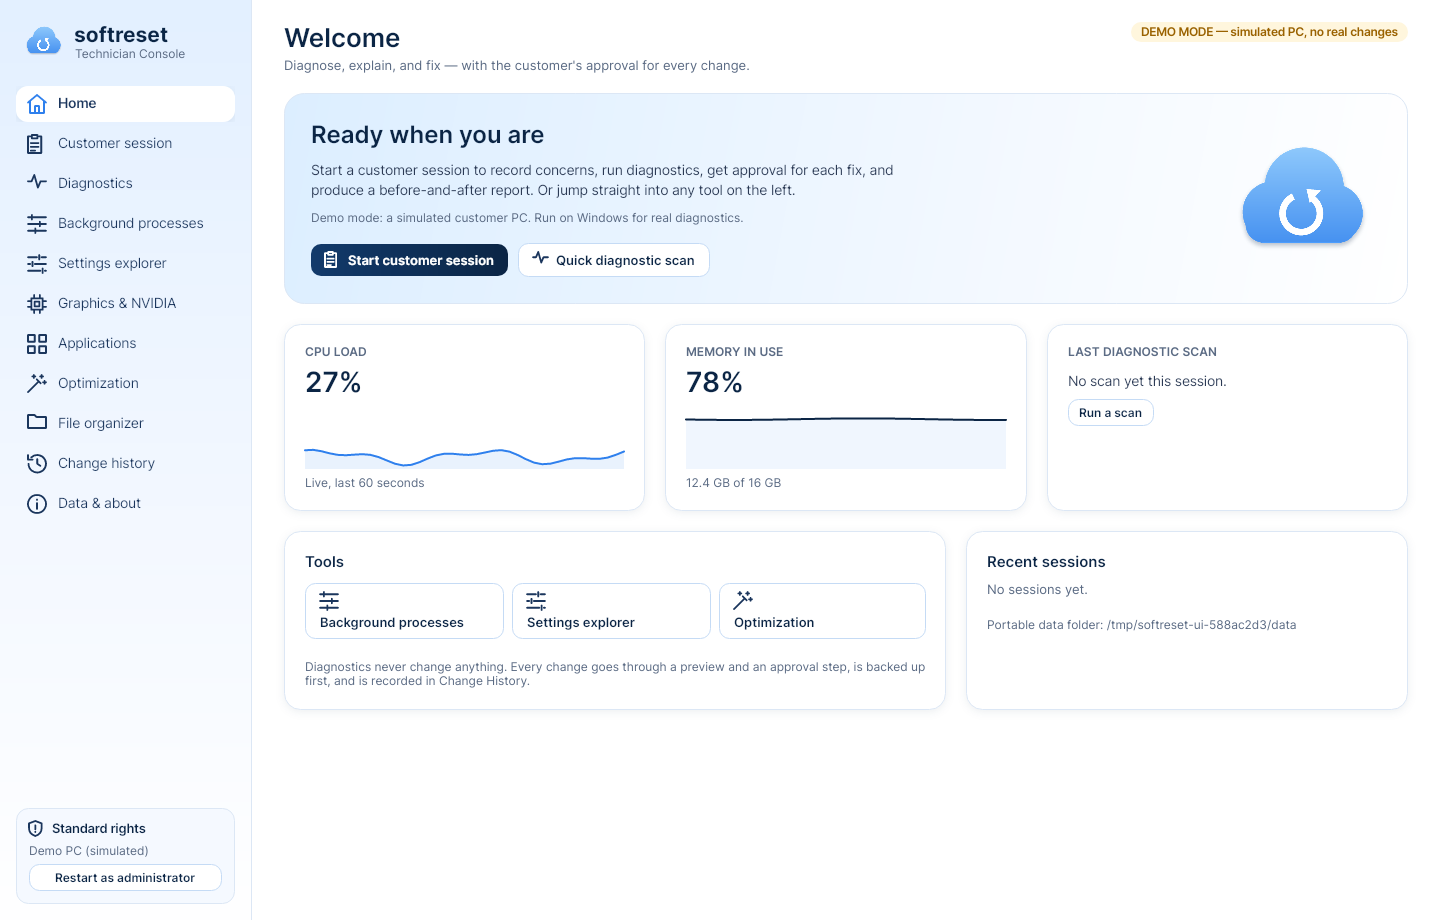 softreset
Technician Console
Home
Customer session
Diagnostics
Background processes
Settings explorer
Graphics & NVIDIA
Applications
Optimization
File organizer
Change history
Data & about
Standard rights
Demo PC (simulated)
Restart as administrator
Welcome
Diagnose, explain, and fix — with the customer's approval for every change.
DEMO MODE — simulated PC, no real changes
Ready when you are
Start a customer session to record concerns, run diagnostics, get approval for each fix, and
produce a before-and-after report. Or jump straight into any tool on the left.
Demo mode: a simulated customer PC. Run on Windows for real diagnostics.
Start customer session
Quick diagnostic scan
CPU LOAD
27%
Live, last 60 seconds
MEMORY IN USE
78%
12.4 GB of 16 GB
LAST DIAGNOSTIC SCAN
No scan yet this session.
Run a scan
Tools
Background processes
Settings explorer
Optimization
Diagnostics never change anything. Every change goes through a preview and an approval step, is backed up
first, and is recorded in Change History.
Recent sessions
No sessions yet.
Portable data folder: /tmp/softreset-ui-588ac2d3/data